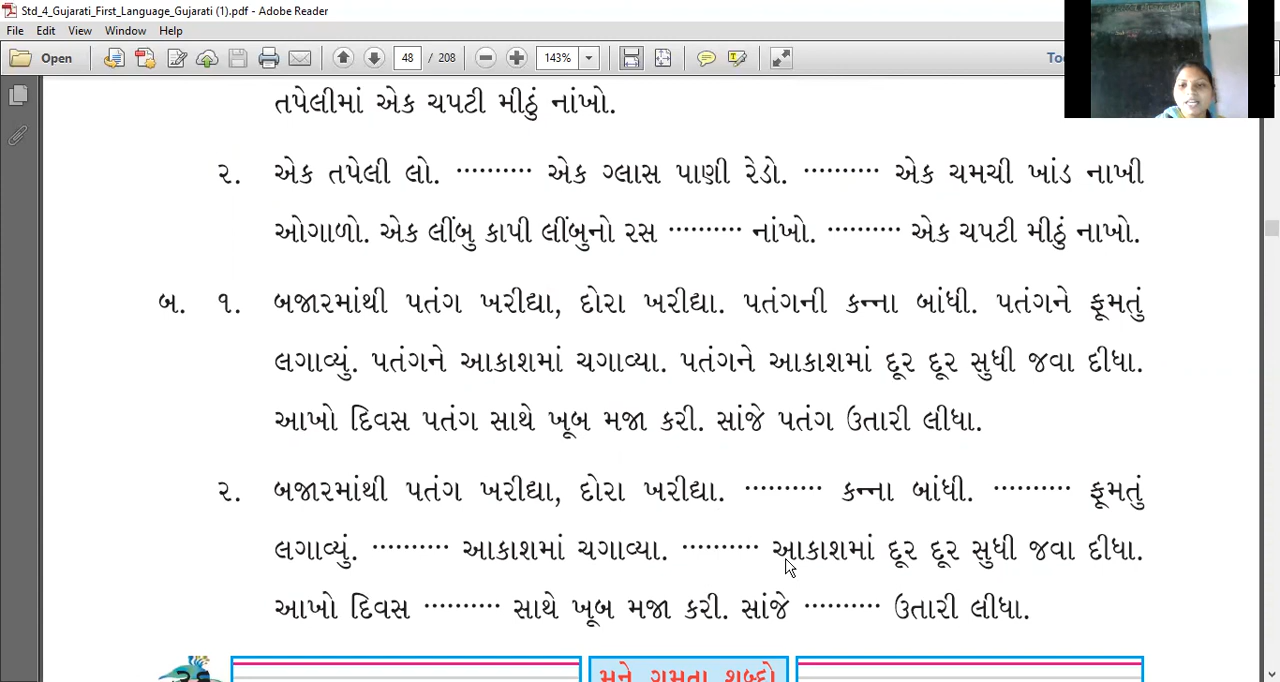 Std_4_Gujarati_First_Language_Gujarati (1).pdf - Adobe Reader
File Edit View Window Help
Open 48 / 208 143%
તપેલીમાં એક ચપટી મીઠું નાંખો.
૨. એક તપેલી લો. .......... એક ગ્લાસ પાણી રેડો. .......... એક ચમચી ખાંડ નાખી
ઓગાળો. એક લીંબુ કાપી લીંબુનો રસ .......... નાંખો. .......... એક ચપટી મીઠું નાખો.
બ. ૧. બજારમાંથી પતંગ ખરીદ્યા, દોરા ખરીદ્યા. પતંગની કન્ના બાંધી. પતંગને ફૂમતું
લગાવ્યું. પતંગને આકાશમાં ચગાવ્યા. પતંગને આકાશમાં દૂર દૂર સુધી જવા દીધા.
આખો દિવસ પતંગ સાથે ખૂબ મજા કરી. સાંજે પતંગ ઉતારી લીધા.
૨. બજારમાંથી પતંગ ખરીદ્યા, દોરા ખરીદ્યા. .......... કન્ના બાંધી. .......... ફૂમતું
લગાવ્યું. .......... આકાશમાં ચગાવ્યા. .......... આકાશમાં દૂર દૂર સુધી જવા દીધા.
આખો દિવસ .......... સાથે ખૂબ મજા કરી. સાંજે .......... ઉતારી લીધા.
મને ગમતા શબ્દો